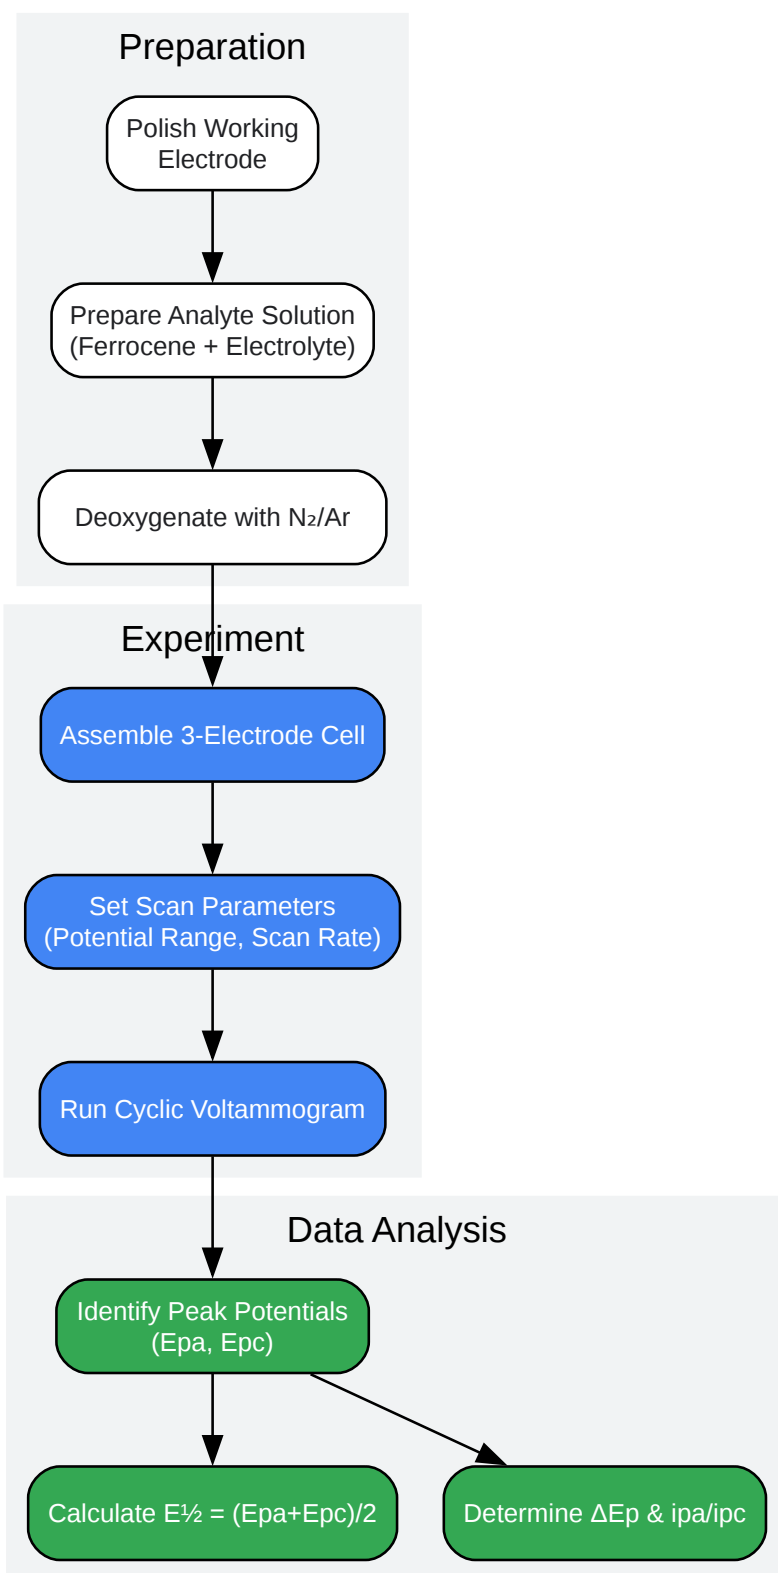 Preparation
Polish Working
Electrode
Prepare Analyte Solution
(Ferrocene + Electrolyte)
Deoxygenate with N₂/Ar
Experiment
Assemble 3-Electrode Cell
Set Scan Parameters
(Potential Range, Scan Rate)
Run Cyclic Voltammogram
Data Analysis
Identify Peak Potentials
(Epa, Epc)
Calculate E½ = (Epa+Epc)/2
Determine ΔEp & ipa/ipc